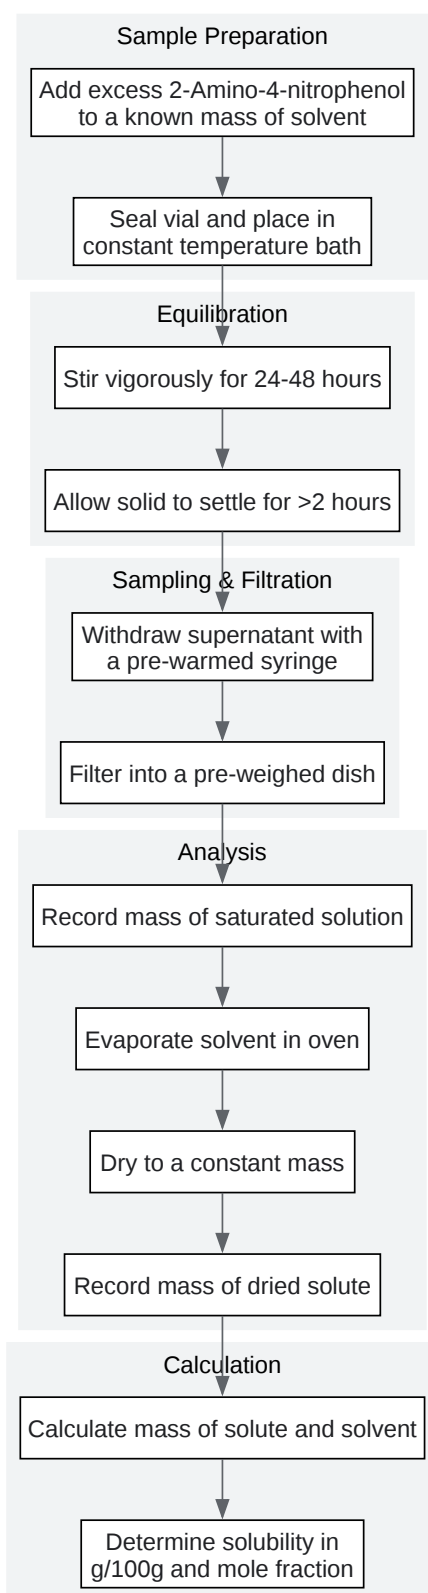 Sample Preparation
Add excess 2-Amino-4-nitrophenol
to a known mass of solvent
Seal vial and place in
constant temperature bath
Equilibration
Stir vigorously for 24-48 hours
Allow solid to settle for >2 hours
Sampling & Filtration
Withdraw supernatant with
a pre-warmed syringe
Filter into a pre-weighed dish
Analysis
Record mass of saturated solution
Evaporate solvent in oven
Dry to a constant mass
Record mass of dried solute
Calculation
Calculate mass of solute and solvent
Determine solubility in
g/100g and mole fraction